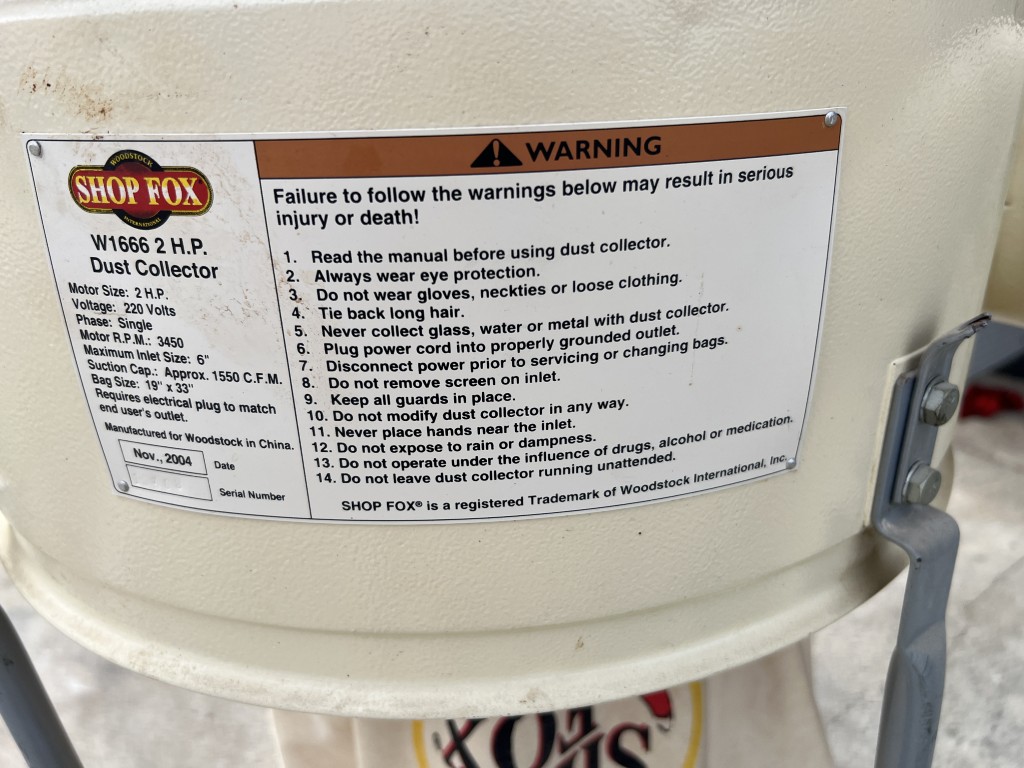 WOODSTOCK
SHOP FOX
INTERNATIONAL
W1666 2 H.P.
Dust Collector
Motor Size: 2 H.P.
Voltage: 220 Volts
Phase: Single
Motor R.P.M.: 3450
Maximum Inlet Size: 6"
Suction Cap.: Approx. 1550 C.F.M.
Bag Size: 19" x 33"
Requires electrical plug to match
end user's outlet.
Manufactured for Woodstock in China.
Nov., 2004 Date
Serial Number
WARNING
Failure to follow the warnings below may result in serious
injury or death!
1. Read the manual before using dust collector.
2. Always wear eye protection.
3. Do not wear gloves, neckties or loose clothing.
4. Tie back long hair.
5. Never collect glass, water or metal with dust collector.
6. Plug power cord into properly grounded outlet.
7. Disconnect power prior to servicing or changing bags.
8. Do not remove screen on inlet.
9. Keep all guards in place.
10. Do not modify dust collector in any way.
11. Never place hands near the inlet.
12. Do not expose to rain or dampness.
13. Do not operate under the influence of drugs, alcohol or medication.
14. Do not leave dust collector running unattended.
SHOP FOX® is a registered Trademark of Woodstock International, Inc.